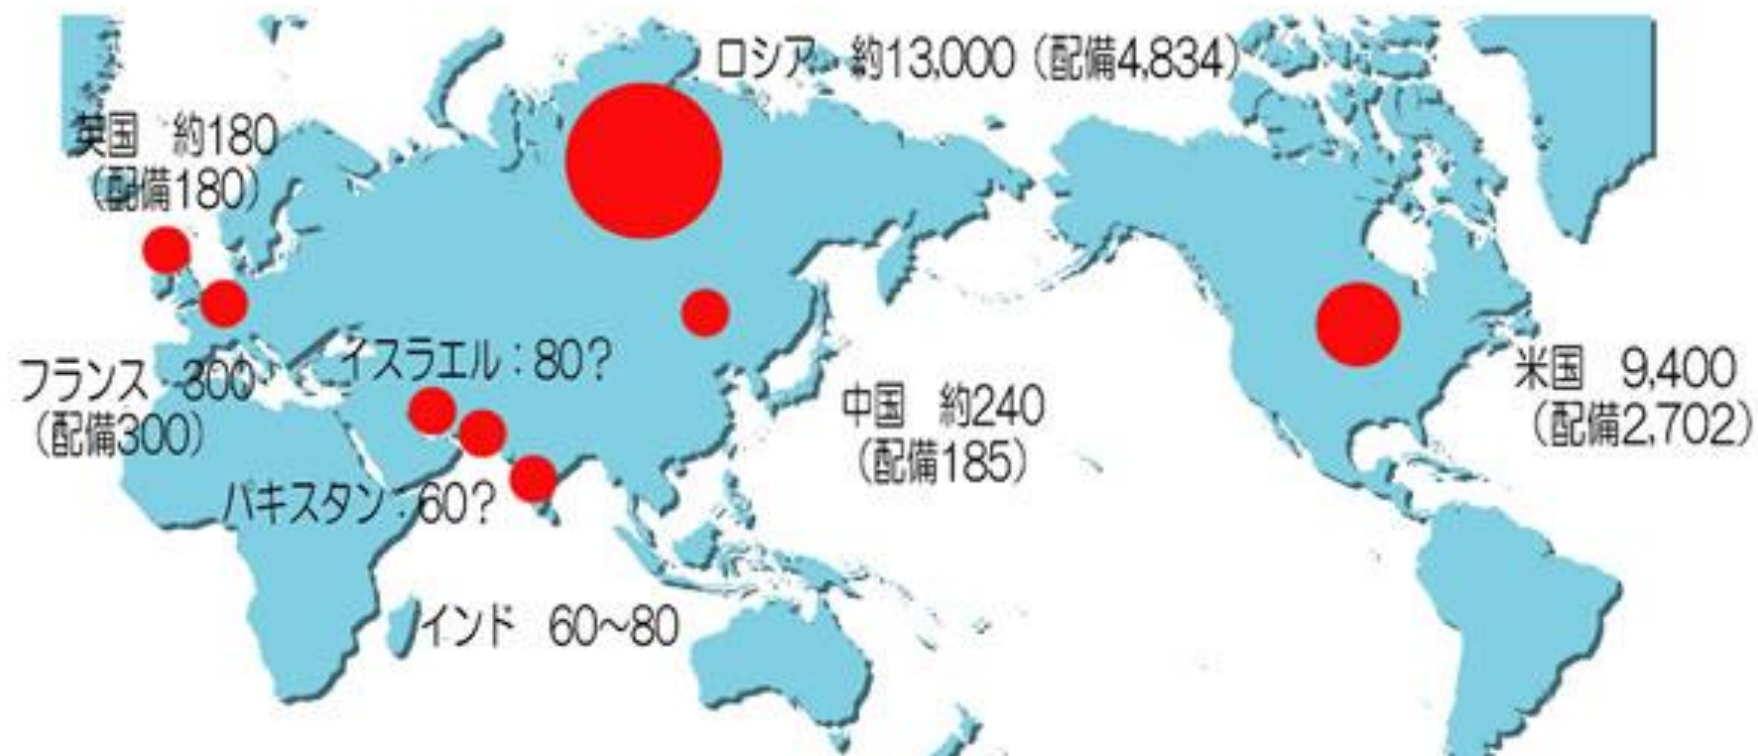 ロシア 約13,000（配備4,834）
英国 約180
（配備180）
フランス 300
（配備300）
イスラエル：80？
パキスタン：60？
インド 60～80
中国 約240
（配備185）
米国 9,400
（配備2,702）